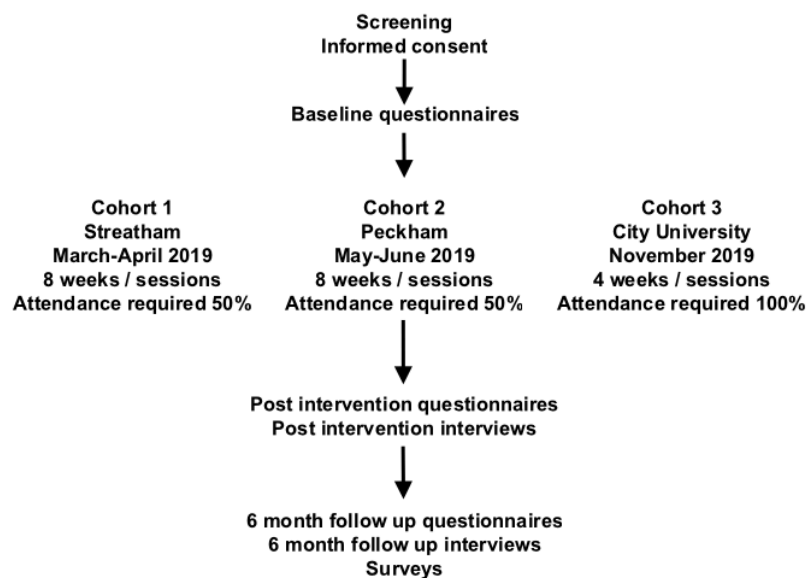 Screening
Informed consent
Baseline questionnaires
Cohort 1
Streatham
March-April 2019
8 weeks / sessions
Attendance required 50%
Cohort 2
Peckham
May-June 2019
8 weeks / sessions
Attendance required 50%
Cohort 3
City University
November 2019
4 weeks / sessions
Attendance required 100%
Post intervention questionnaires
Post intervention interviews
6 month follow up questionnaires
6 month follow up interviews
Surveys